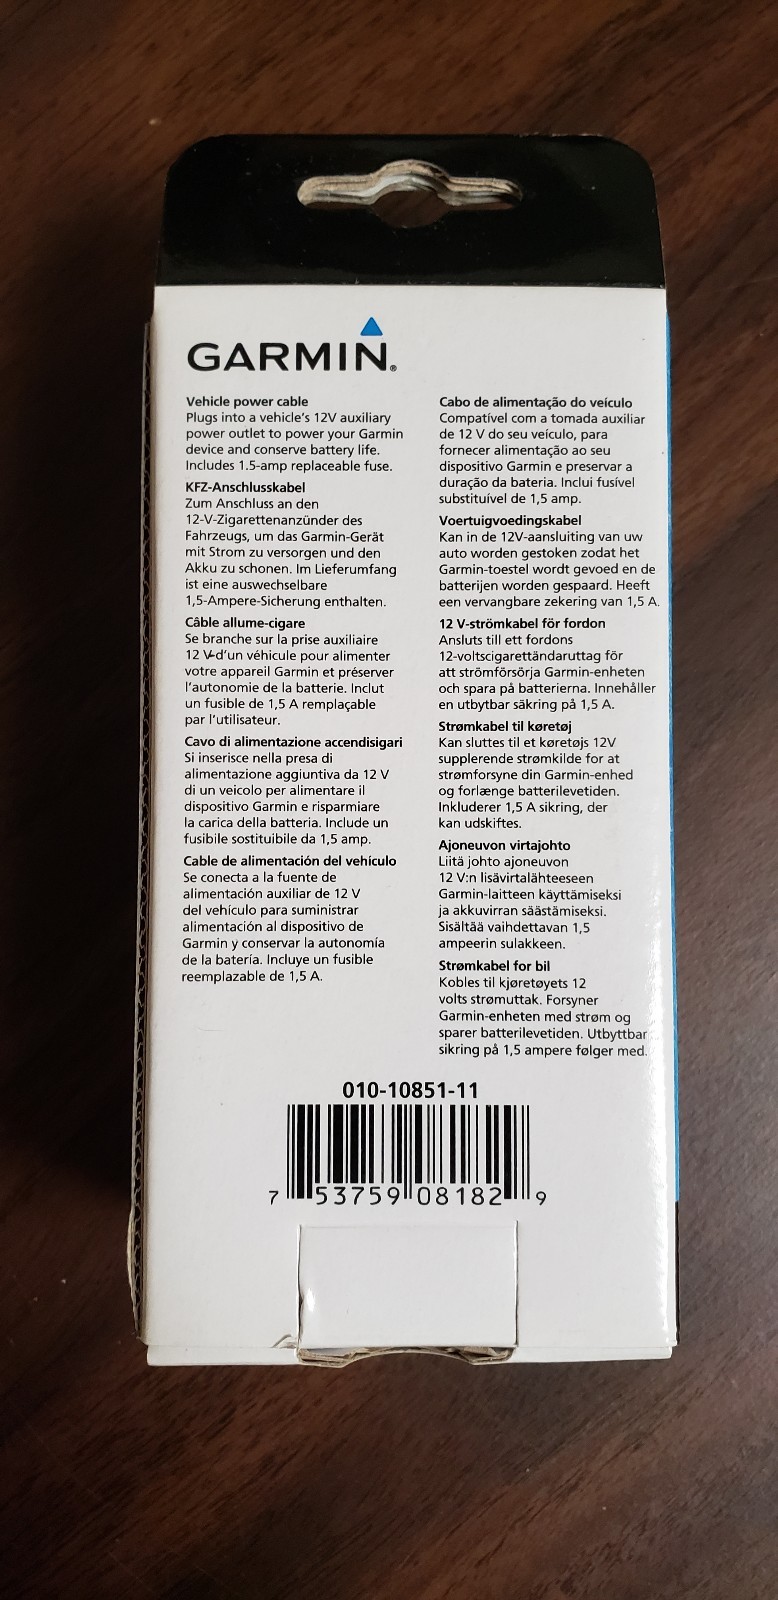 GARMIN®
Vehicle power cable
Plugs into a vehicle's 12V auxiliary
power outlet to power your Garmin
device and conserve battery life.
Includes 1.5-amp replaceable fuse.
KFZ-Anschlusskabel
Zum Anschluss an den
12-V-Zigarettenanzünder des
Fahrzeugs, um das Garmin-Gerät
mit Strom zu versorgen und den
Akku zu schonen. Im Lieferumfang
ist eine auswechselbare
1,5-Ampere-Sicherung enthalten.
Câble allume-cigare
Se branche sur la prise auxiliaire
12 V d'un véhicule pour alimenter
votre appareil Garmin et préserver
l'autonomie de la batterie. Inclut
un fusible de 1,5 A remplaçable
par l'utilisateur.
Cavo di alimentazione accendisigari
Si inserisce nella presa di
alimentazione aggiuntiva da 12 V
di un veicolo per alimentare il
dispositivo Garmin e risparmiare
la carica della batteria. Include un
fusibile sostituibile da 1,5 amp.
Cable de alimentación del vehículo
Se conecta a la fuente de
alimentación auxiliar de 12 V
del vehículo para suministrar
alimentación al dispositivo de
Garmin y conservar la autonomía
de la batería. Incluye un fusible
reemplazable de 1,5 A.
Cabo de alimentação do veículo
Compatível com a tomada auxiliar
de 12 V do seu veículo, para
fornecer alimentação ao seu
dispositivo Garmin e preservar a
duração da bateria. Inclui fusível
substituível de 1,5 amp.
Voertuigvoedingskabel
Kan in de 12V-aansluiting van uw
auto worden gestoken zodat het
Garmin-toestel wordt gevoed en de
batterijen worden gespaard. Heeft
een vervangbare zekering van 1,5 A.
12 V-strömkabel för fordon
Ansluts till ett fordons
12-voltscigarettändaruttag för
att strömförsörja Garmin-enheten
och spara på batterierna. Innehåller
en utbytbar säkring på 1,5 A.
Strømkabel til køretøj
Kan sluttes til et køretøjs 12V
supplerende strømkilde for at
strømforsyne din Garmin-enhed
og forlænge batterilevetiden.
Inkluderer 1,5 A sikring, der
kan udskiftes.
Ajoneuvon virtajohto
Liitä johto ajoneuvon
12 V:n lisävirtalähteeseen
Garmin-laitteen käyttämiseksi
ja akkuvirran säästämiseksi.
Sisältää vaihdettavan 1,5
ampeerin sulakkeen.
Strømkabel for bil
Kobles til kjøretøyets 12
volts strømuttak. Forsyner
Garmin-enheten med strøm og
sparer batterilevetiden. Utbyttbar
sikring på 1,5 ampere følger med.
010-10851-11
7 53759 08182 9